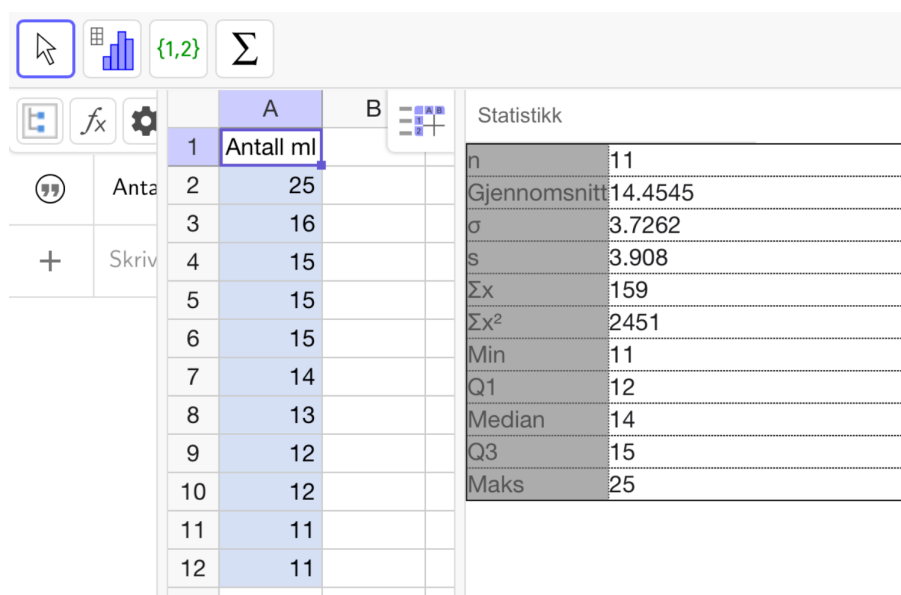 {1,2} Σ
fx A B Statistikk
1 Antall ml n 11
Anta 2 25 Gjennomsnitt 14.4545
3 16 σ 3.7262
+ Skriv 4 15 s 3.908
5 15 Σx 159
6 15 Σx² 2451
7 14 Min 11
8 13 Q1 12
9 12 Median 14
10 12 Q3 15
11 11 Maks 25
12 11